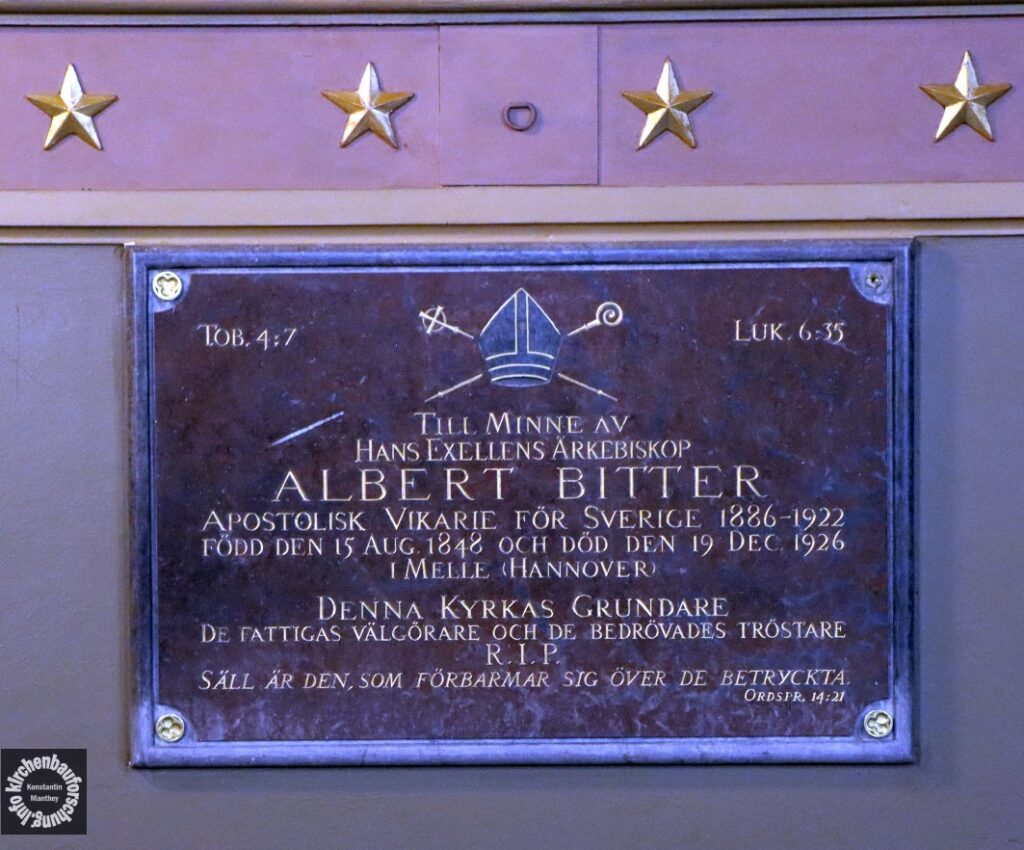 TOB. 4:7
LUK. 6:35
TILL MINNE AV
HANS EXELLENS ÄRKEBISKOP
ALBERT BITTER
APOSTOLISK VIKARIE FÖR SVERIGE 1886-1922
FÖDD DEN 15 AUG. 1848 OCH DÖD DEN 19 DEC. 1926
I MELLE (HANNOVER)
DENNA KYRKAS GRUNDARE
DE FATTIGAS VÄLGÖRARE OCH DE BEDRÖVADES TRÖSTARE
R.I.P.
SÄLL ÄR DEN, SOM FÖRBARMAR SIG ÖVER DE BETRYCKTA.
ORDSPR. 14:21
kirchenbauforschung.info
Konstantin
Manthey